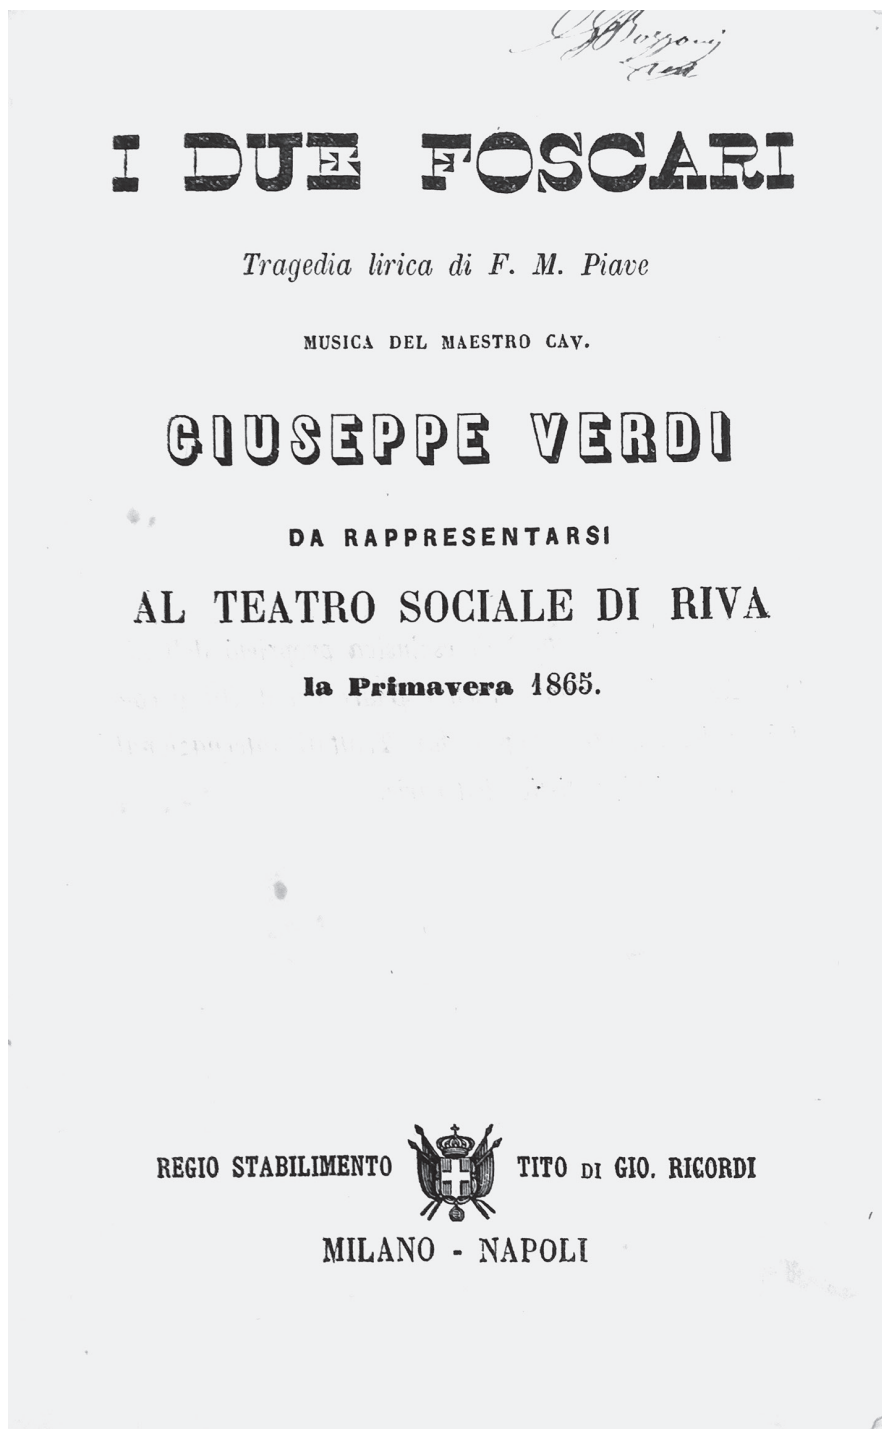 I DUE FOSCARI
Tragedia lirica di F. M. Piave
MUSICA DEL MAESTRO CAV.
GIUSEPPE VERDI
DA RAPPRESENTARSI
AL TEATRO SOCIALE DI RIVA
la Primavera 1865.
REGIO STABILIMENTO TITO DI GIO. RICORDI
MILANO - NAPOLI